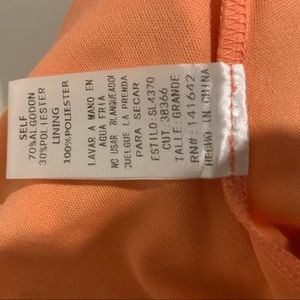 SELF
70%ALGODON
30%POLIESTER
LINING
100%POLIESTER
LAVAR A MANO EN
AGUA FRIA
NO USAR BLANQUEADOR
CUELGUE LA PRENDA
PARA SECAR
ESTILO SL4370
CUT 38366
TALLE GRANDE
RN#: 141642
HECHO EN CHINA